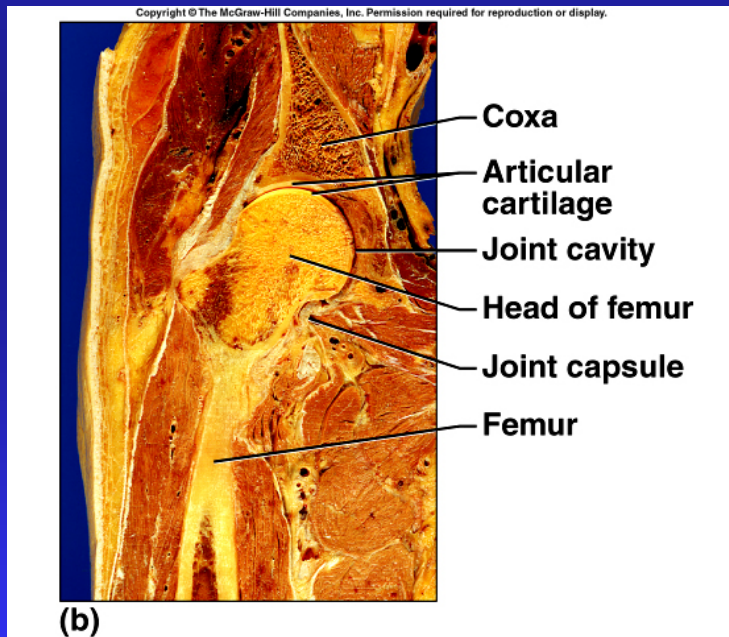 Copyright © The McGraw-Hill Companies, Inc. Permission required for reproduction or display.
Coxa
Articular
cartilage
Joint cavity
Head of femur
Joint capsule
Femur
(b)